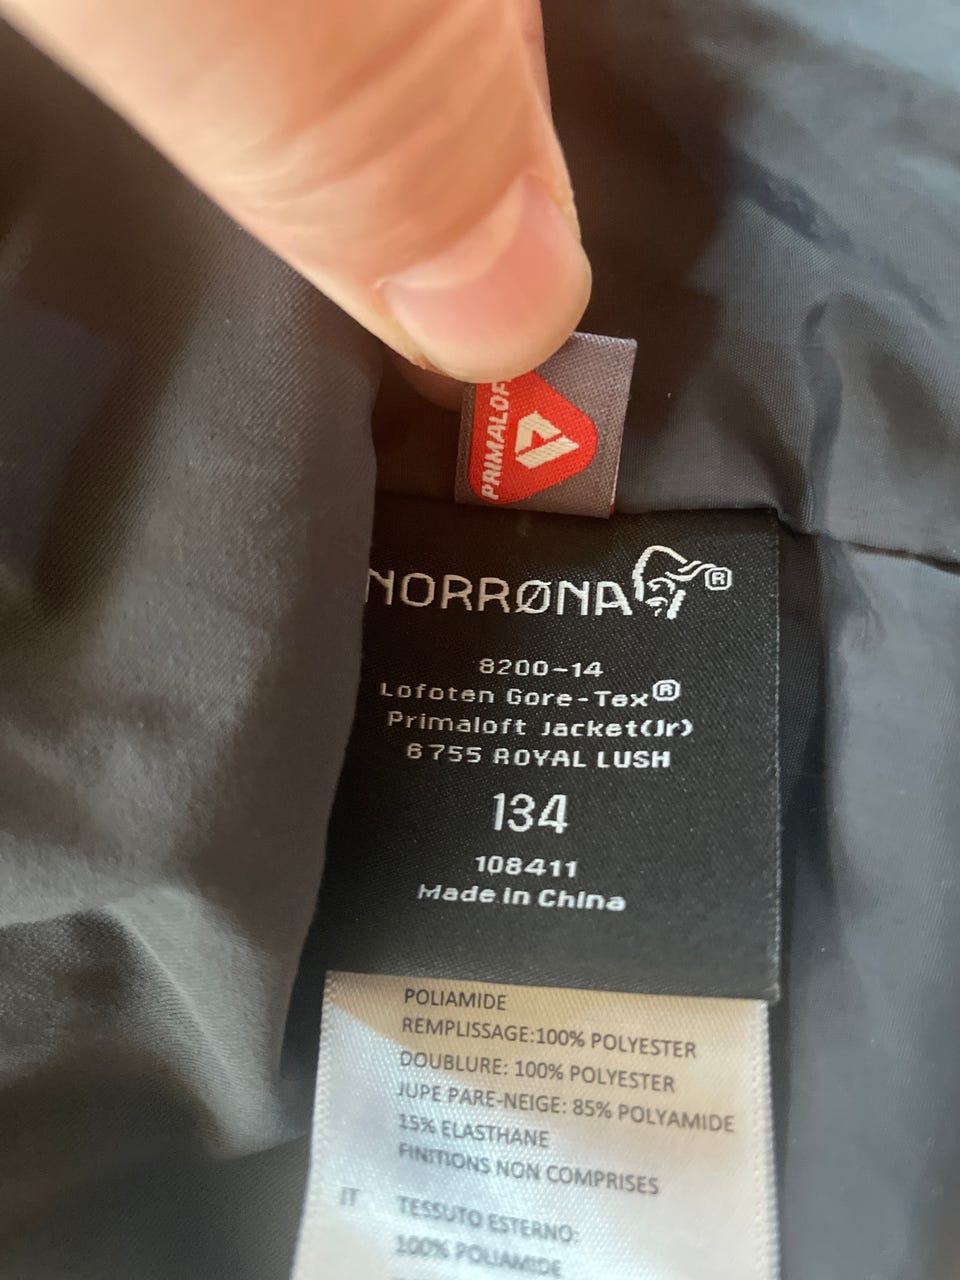 PRIMALOF
NORRØNA®
8200-14
Lofoten Gore-Tex®
Primaloft Jacket(Jr)
6755 ROYAL LUSH
134
108411
Made in China
POLIAMIDE
REMPLISSAGE:100% POLYESTER
DOUBLURE: 100% POLYESTER
JUPE PARE-NEIGE: 85% POLYAMIDE
15% ELASTHANE
FINITIONS NON COMPRISES
IT TESSUTO ESTERNO:
100% POLIAMIDE